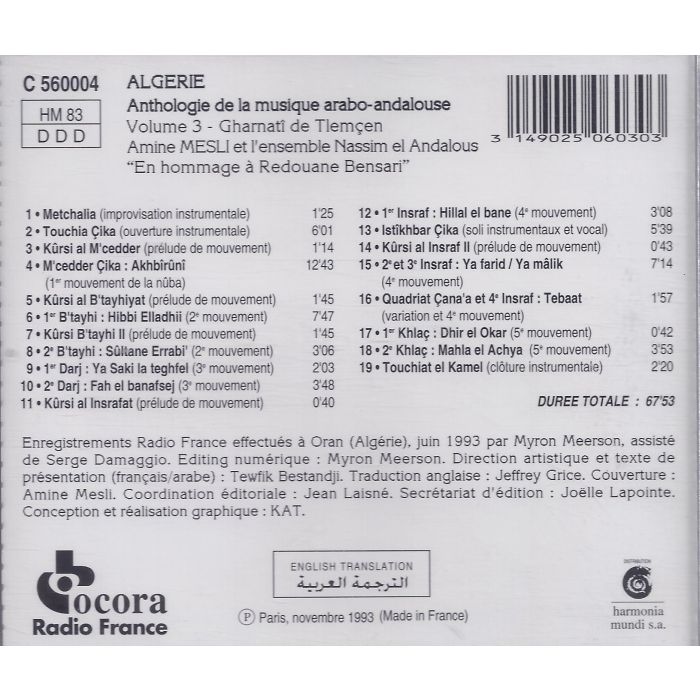 C 560004
HM 83
D D D
ALGERIE
Anthologie de la musique arabo-andalouse
Volume 3 - Gharnatî de Tlemçen
Amine MESLI et l'ensemble Nassim el Andalous
"En hommage à Redouane Bensari"
3 149025 060303
1 • Metchalia (improvisation instrumentale) 1'25
2 • Touchia Çika (ouverture instrumentale) 6'01
3 • Kûrsi al M'cedder (prélude de mouvement) 1'14
4 • M'cedder Çika : Akhbîrûnî 12'43
(1er mouvement de la nûba)
5 • Kûrsi al B'tayhiyat (prélude de mouvement) 1'45
6 • 1er B'tayhi : Hibbi Elladhii (2e mouvement) 7'47
7 • Kûrsi B'tayhi II (prélude de mouvement) 1'45
8 • 2e B'tayhi : Sûltane Errabi' (2e mouvement) 3'06
9 • 1er Darj : Ya Saki la teghfel (3e mouvement) 2'03
10 • 2e Darj : Fah el banafsej (3e mouvement) 3'48
11 • Kûrsi al Insrafat (prélude de mouvement) 0'40
12 • 1er Insraf : Hillal el bane (4e mouvement) 3'08
13 • Istîkhbar Çika (soli instrumentaux et vocal) 5'39
14 • Kûrsi al Insraf II (prélude de mouvement) 0'43
15 • 2e et 3e Insraf : Ya farid / Ya mâlik 7'14
(4e mouvement)
16 • Quadriat Çana'a et 4e Insraf : Tebaat 1'57
(variation et 4e mouvement)
17 • 1er Khlaç : Dhir el Okar (5e mouvement) 0'42
18 • 2e Khlaç : Mahla el Achya (5e mouvement) 3'53
19 • Touchiat el Kamel (clôture instrumentale) 2'20
DUREE TOTALE : 67'53
Enregistrements Radio France effectués à Oran (Algérie), juin 1993 par Myron Meerson, assisté
de Serge Damaggio. Editing numérique : Myron Meerson. Direction artistique et texte de
présentation (français/arabe) : Tewfik Bestandji. Traduction anglaise : Jeffrey Grice. Couverture :
Amine Mesli. Coordination éditoriale : Jean Laisné. Secrétariat d'édition : Joëlle Lapointe.
Conception et réalisation graphique : KAT.
ocora
Radio France
ENGLISH TRANSLATION
الترجمة العربية
Ⓟ Paris, novembre 1993 (Made in France)
DISTRIBUTION
harmonia
mundi s.a.